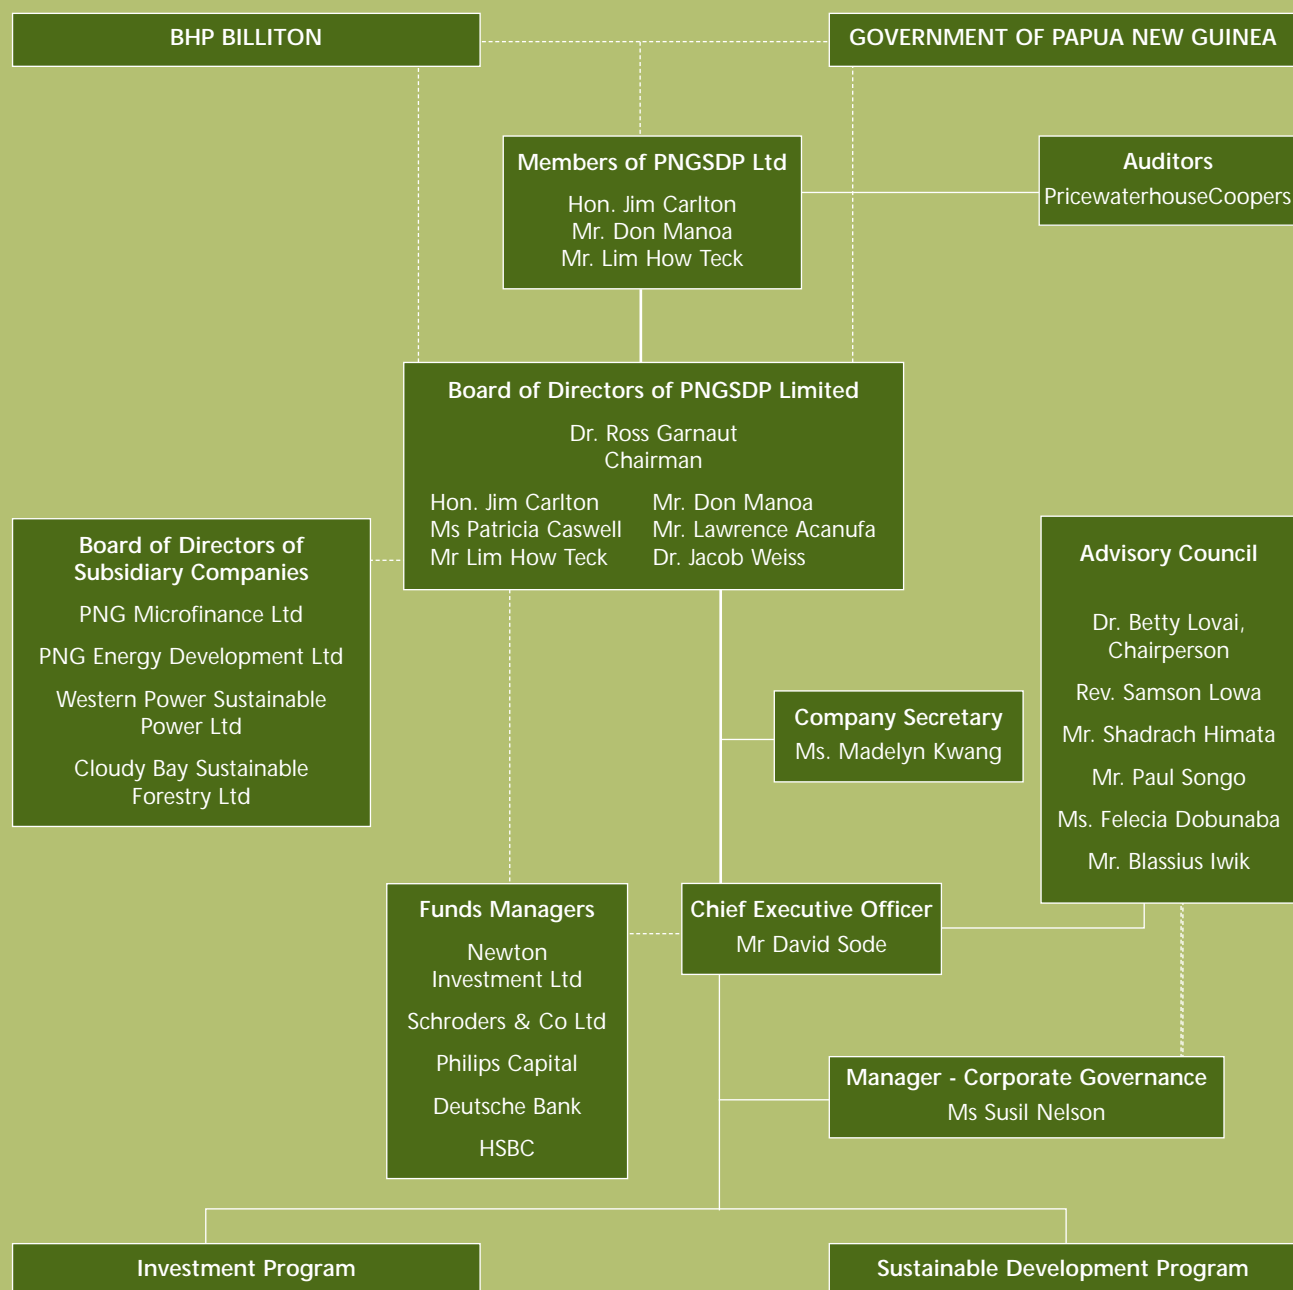 BHP BILLITON
GOVERNMENT OF PAPUA NEW GUINEA
Members of PNGSDP Ltd
Hon. Jim Carlton
Mr. Don Manoa
Mr. Lim How Teck
Auditors
PricewaterhouseCoopers
Board of Directors of PNGSDP Limited
Dr. Ross Garnaut
Chairman
Hon. Jim Carlton
Ms Patricia Caswell
Mr Lim How Teck
Mr. Don Manoa
Mr. Lawrence Acanufa
Dr. Jacob Weiss
Board of Directors of
Subsidiary Companies
PNG Microfinance Ltd
PNG Energy Development Ltd
Western Power Sustainable
Power Ltd
Cloudy Bay Sustainable
Forestry Ltd
Advisory Council
Dr. Betty Lovai,
Chairperson
Rev. Samson Lowa
Mr. Shadrach Himata
Mr. Paul Songo
Ms. Felecia Dobunaba
Mr. Blassius Iwik
Company Secretary
Ms. Madelyn Kwang
Funds Managers
Newton
Investment Ltd
Schroders & Co Ltd
Philips Capital
Deutsche Bank
HSBC
Chief Executive Officer
Mr David Sode
Manager - Corporate Governance
Ms Susil Nelson
Investment Program
Sustainable Development Program